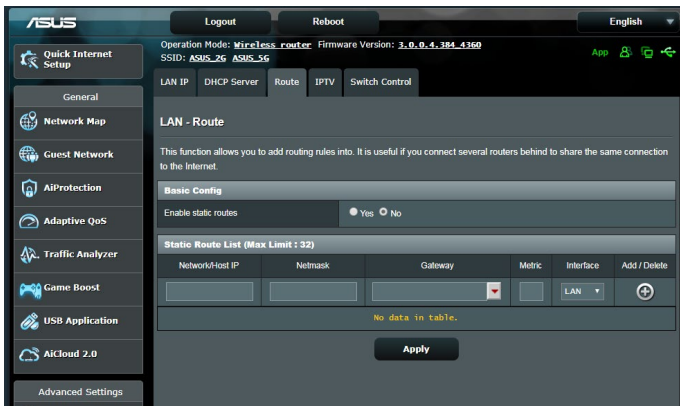 ASUS
Logout
Reboot
English
Quick Internet
Setup
Operation Mode: Wireless router Firmware Version: 3.0.0.4.384_4360
SSID: ASUS_2G ASUS_5G
App
LAN IP
DHCP Server
Route
IPTV
Switch Control
General
Network Map
Guest Network
AiProtection
Adaptive QoS
Traffic Analyzer
Game Boost
USB Application
AiCloud 2.0
Advanced Settings
LAN - Route
This function allows you to add routing rules into. It is useful if you connect several routers behind to share the same connection
to the Internet.
Basic Config
Enable static routes
Yes
No
Static Route List (Max Limit : 32)
Network/Host IP
Netmask
Gateway
Metric
Interface
Add / Delete
LAN
No data in table.
Apply